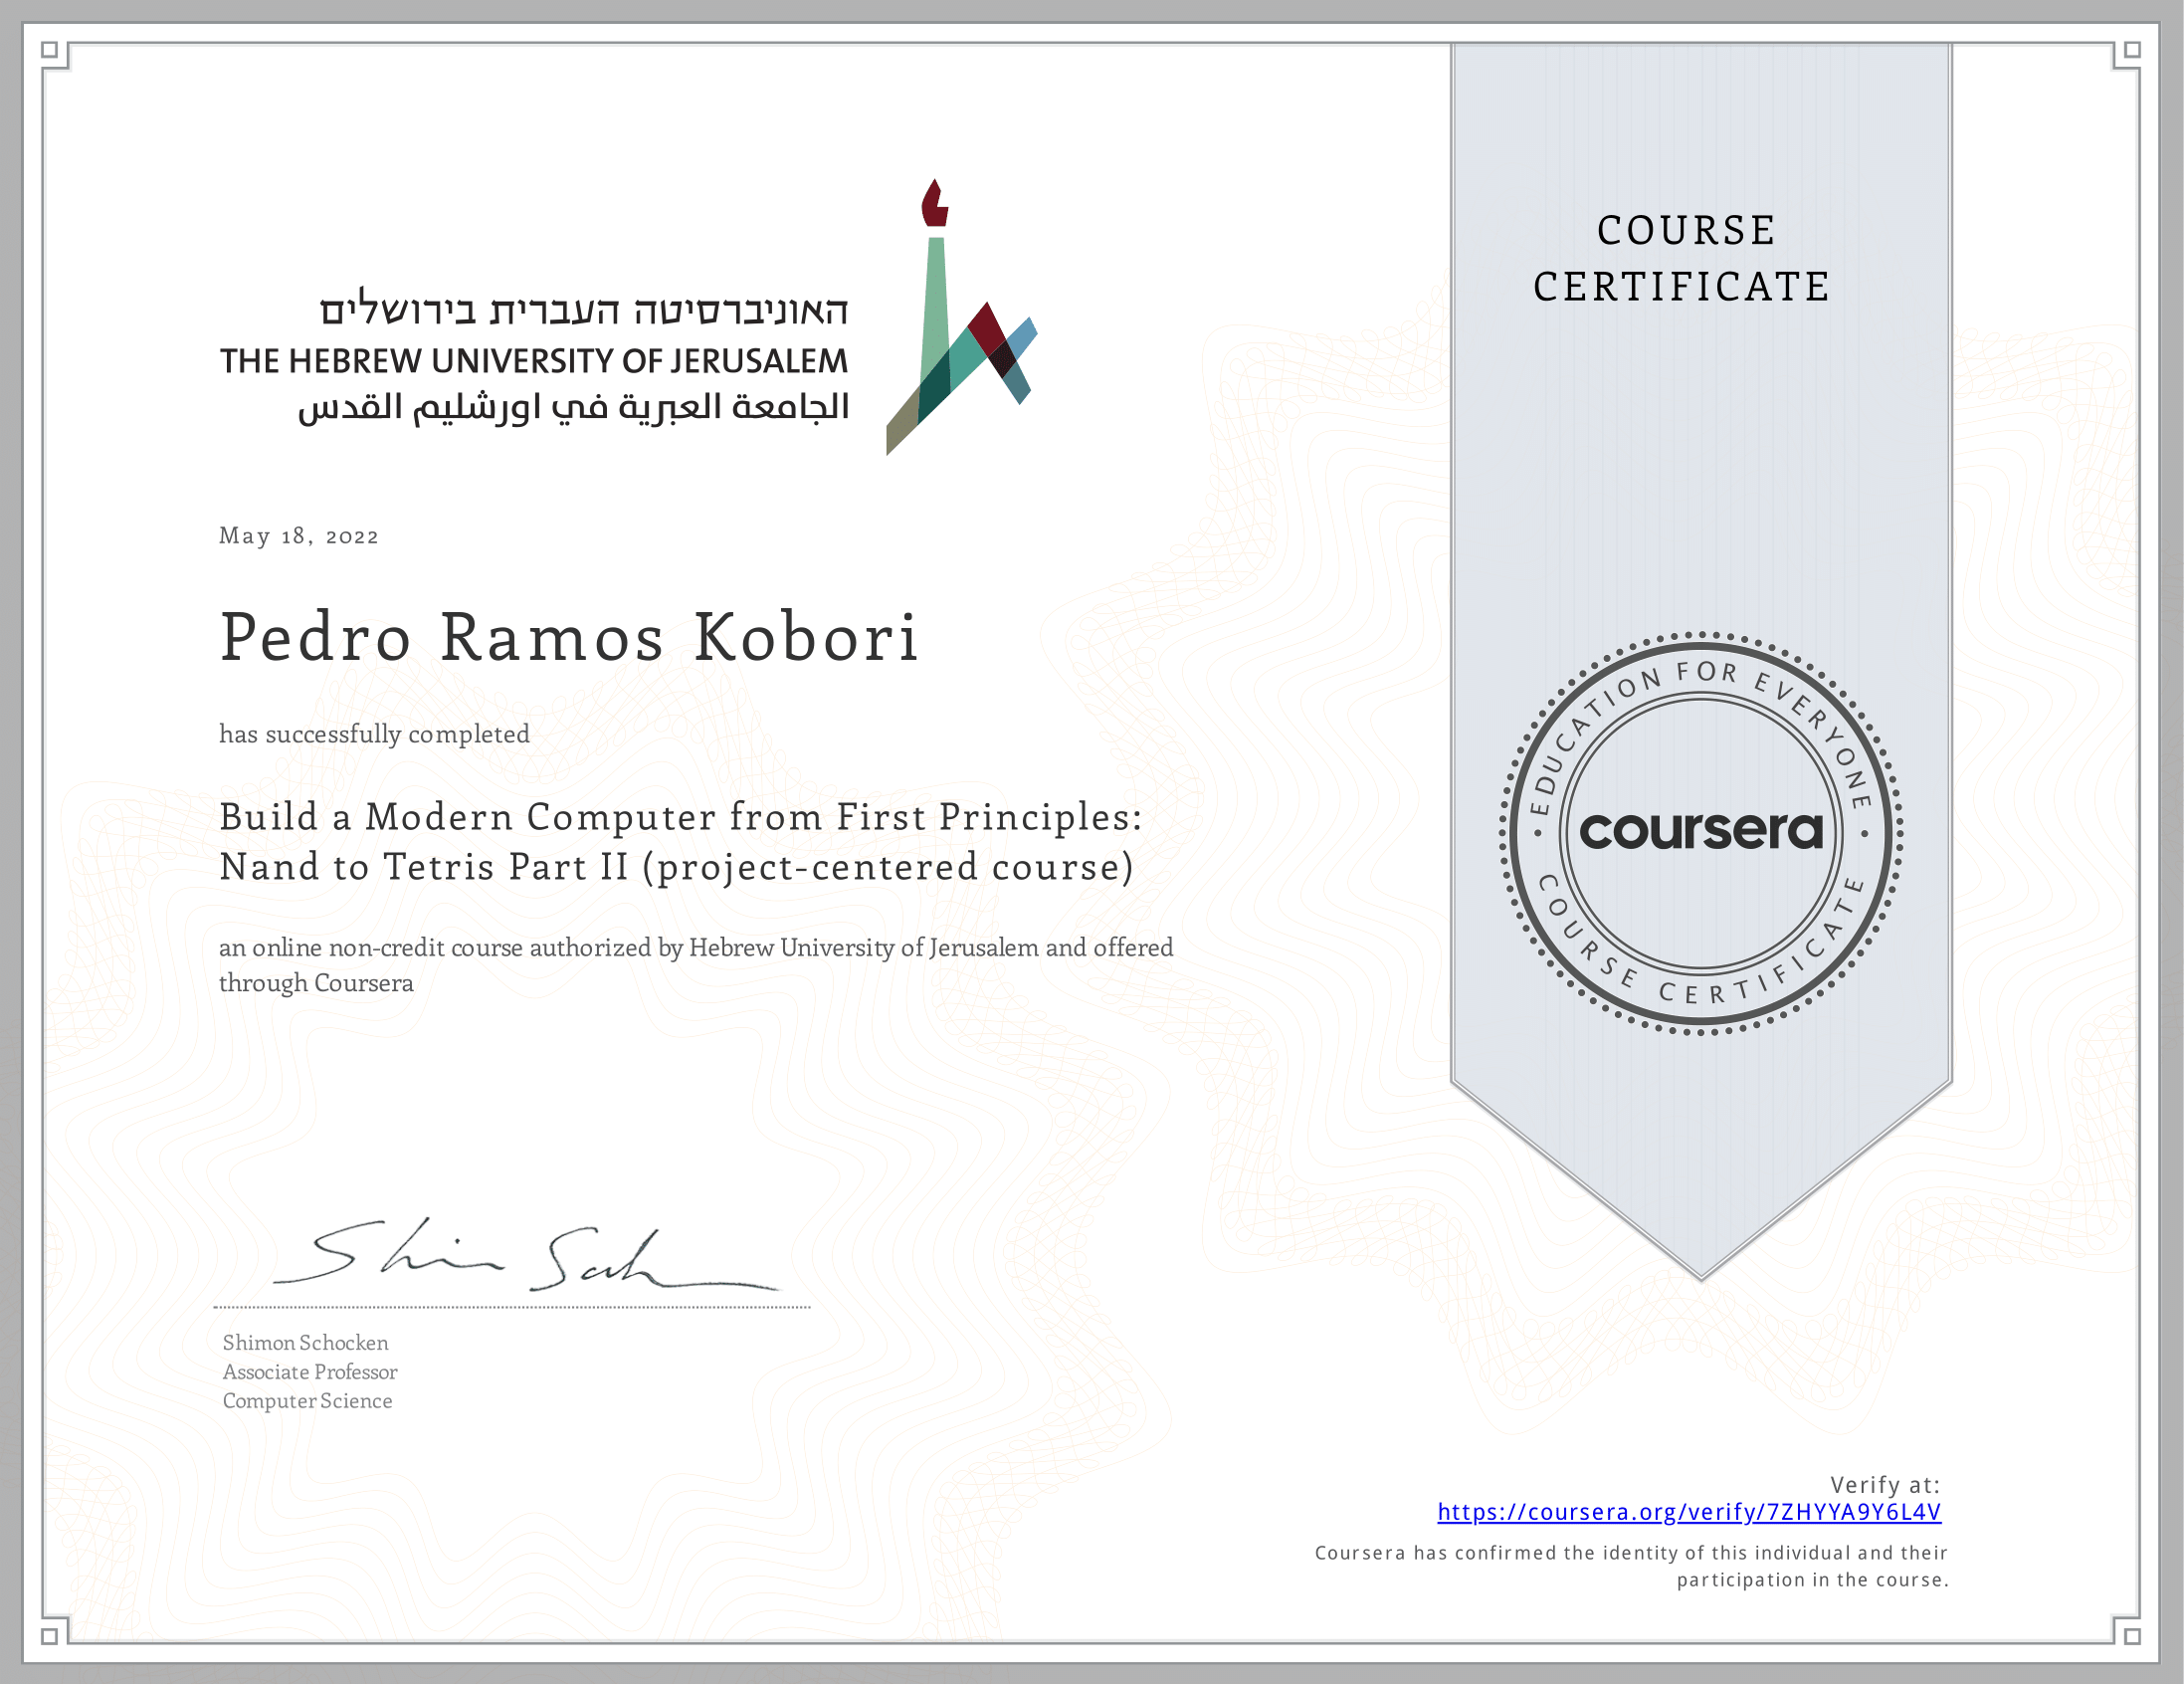 האוניברסיטה העברית בירושלים
THE HEBREW UNIVERSITY OF JERUSALEM
الجامعة العبرية في اورشليم القدس
COURSE
CERTIFICATE
May 18, 2022
Pedro Ramos Kobori
has successfully completed
Build a Modern Computer from First Principles:
Nand to Tetris Part II (project-centered course)
an online non-credit course authorized by Hebrew University of Jerusalem and offered
through Coursera
EDUCATION FOR EVERYONE
coursera
COURSE CERTIFICATE
Shimon Schocken
Associate Professor
Computer Science
Verify at:
https://coursera.org/verify/7ZHYYA9Y6L4V
Coursera has confirmed the identity of this individual and their
participation in the course.